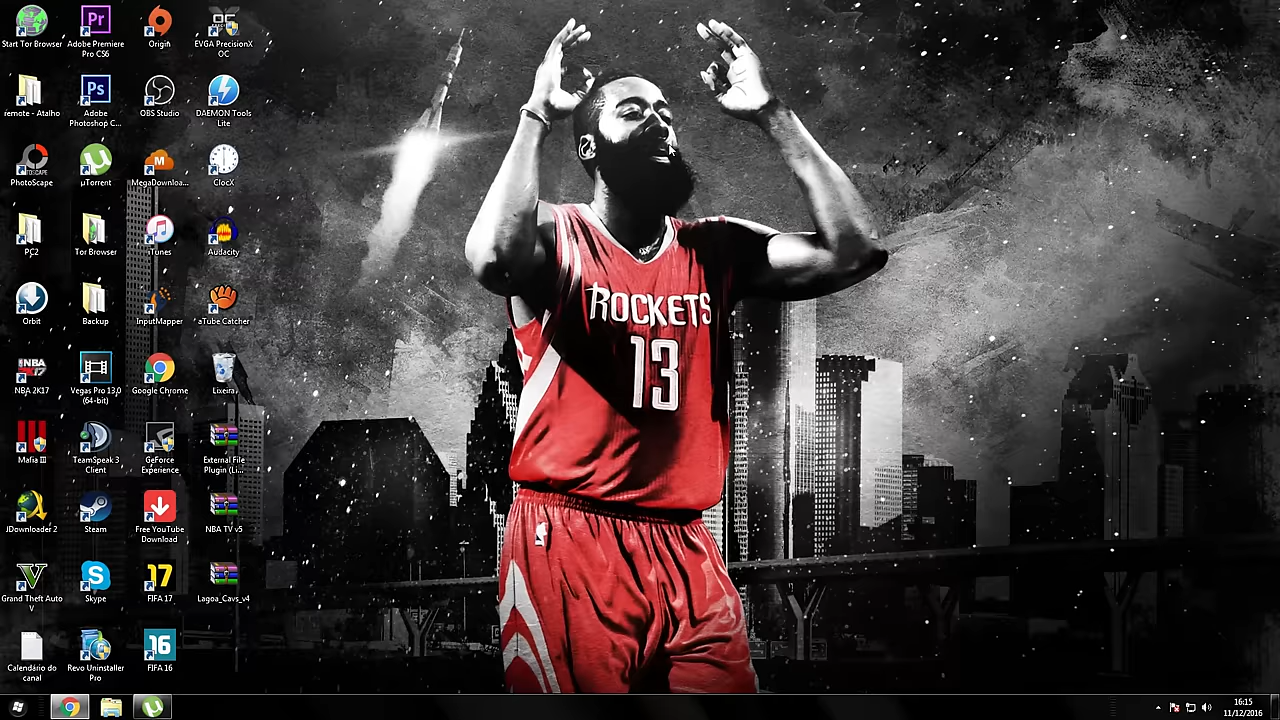 Start Tor Browser
Adobe Premiere
Pro CS6
Origin
EVGA PrecisionX
OC
remote - Atalho
Adobe
Photoshop C...
OBS Studio
DAEMON Tools
Lite
PhotoScape
µTorrent
MegaDownloa...
ClocX
PC2
Tor Browser
iTunes
Audacity
Orbit
Backup
InputMapper
aTube Catcher
NBA 2K17
Vegas Pro 13.0
(64-bit)
Google Chrome
Lixeira
Mafia III
TeamSpeak 3
Client
GeForce
Experience
External File
Plugin (Li...
JDownloader 2
Steam
Free YouTube
Download
NBA TV v5
Grand Theft Auto
V
Skype
FIFA 17
Lagoa_Cavs_v4
Calendário do
canal
Revo Uninstaller
Pro
FIFA 16
ROCKETS
13
16:15
11/12/2016